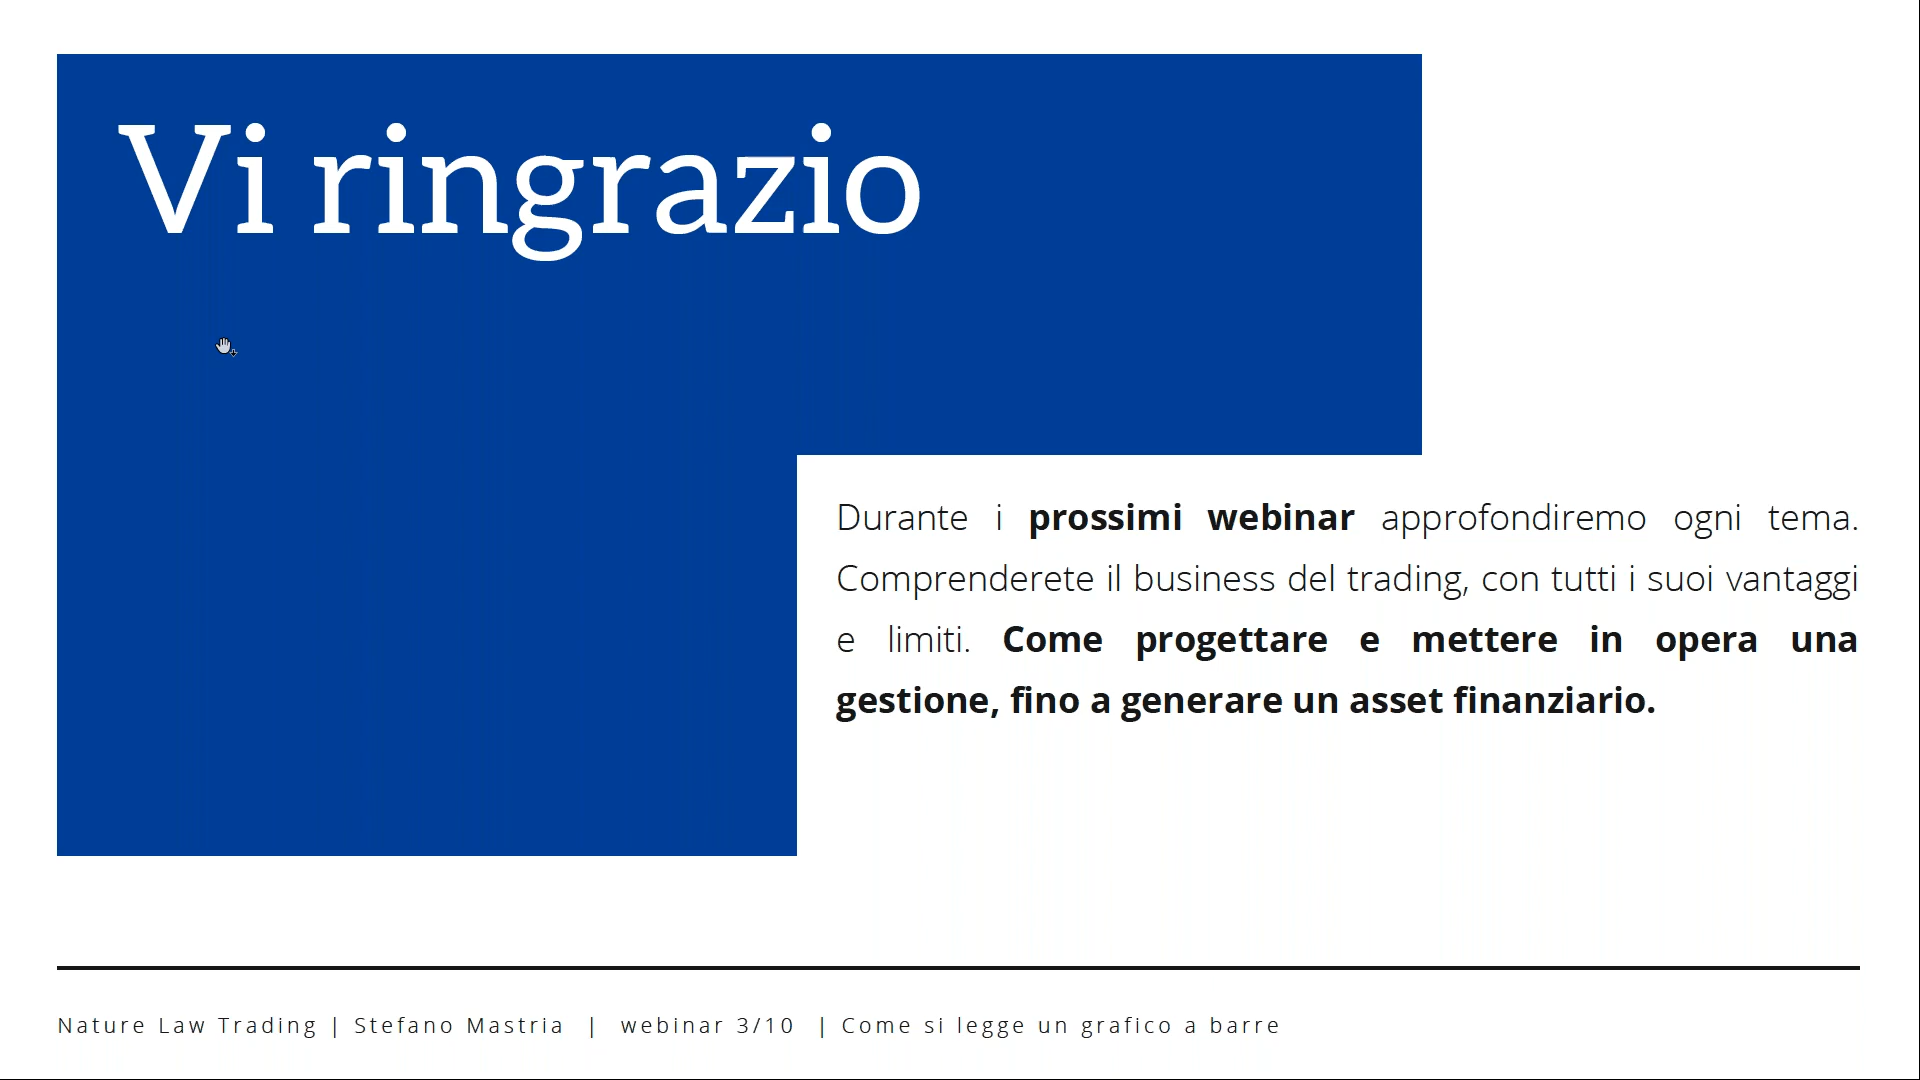 Vi ringrazio
Durante i prossimi webinar approfondiremo ogni tema.
Comprenderete il business del trading, con tutti i suoi vantaggi
e limiti. Come progettare e mettere in opera una
gestione, fino a generare un asset finanziario.
Nature Law Trading | Stefano Mastria | webinar 3/10 | Come si legge un grafico a barre